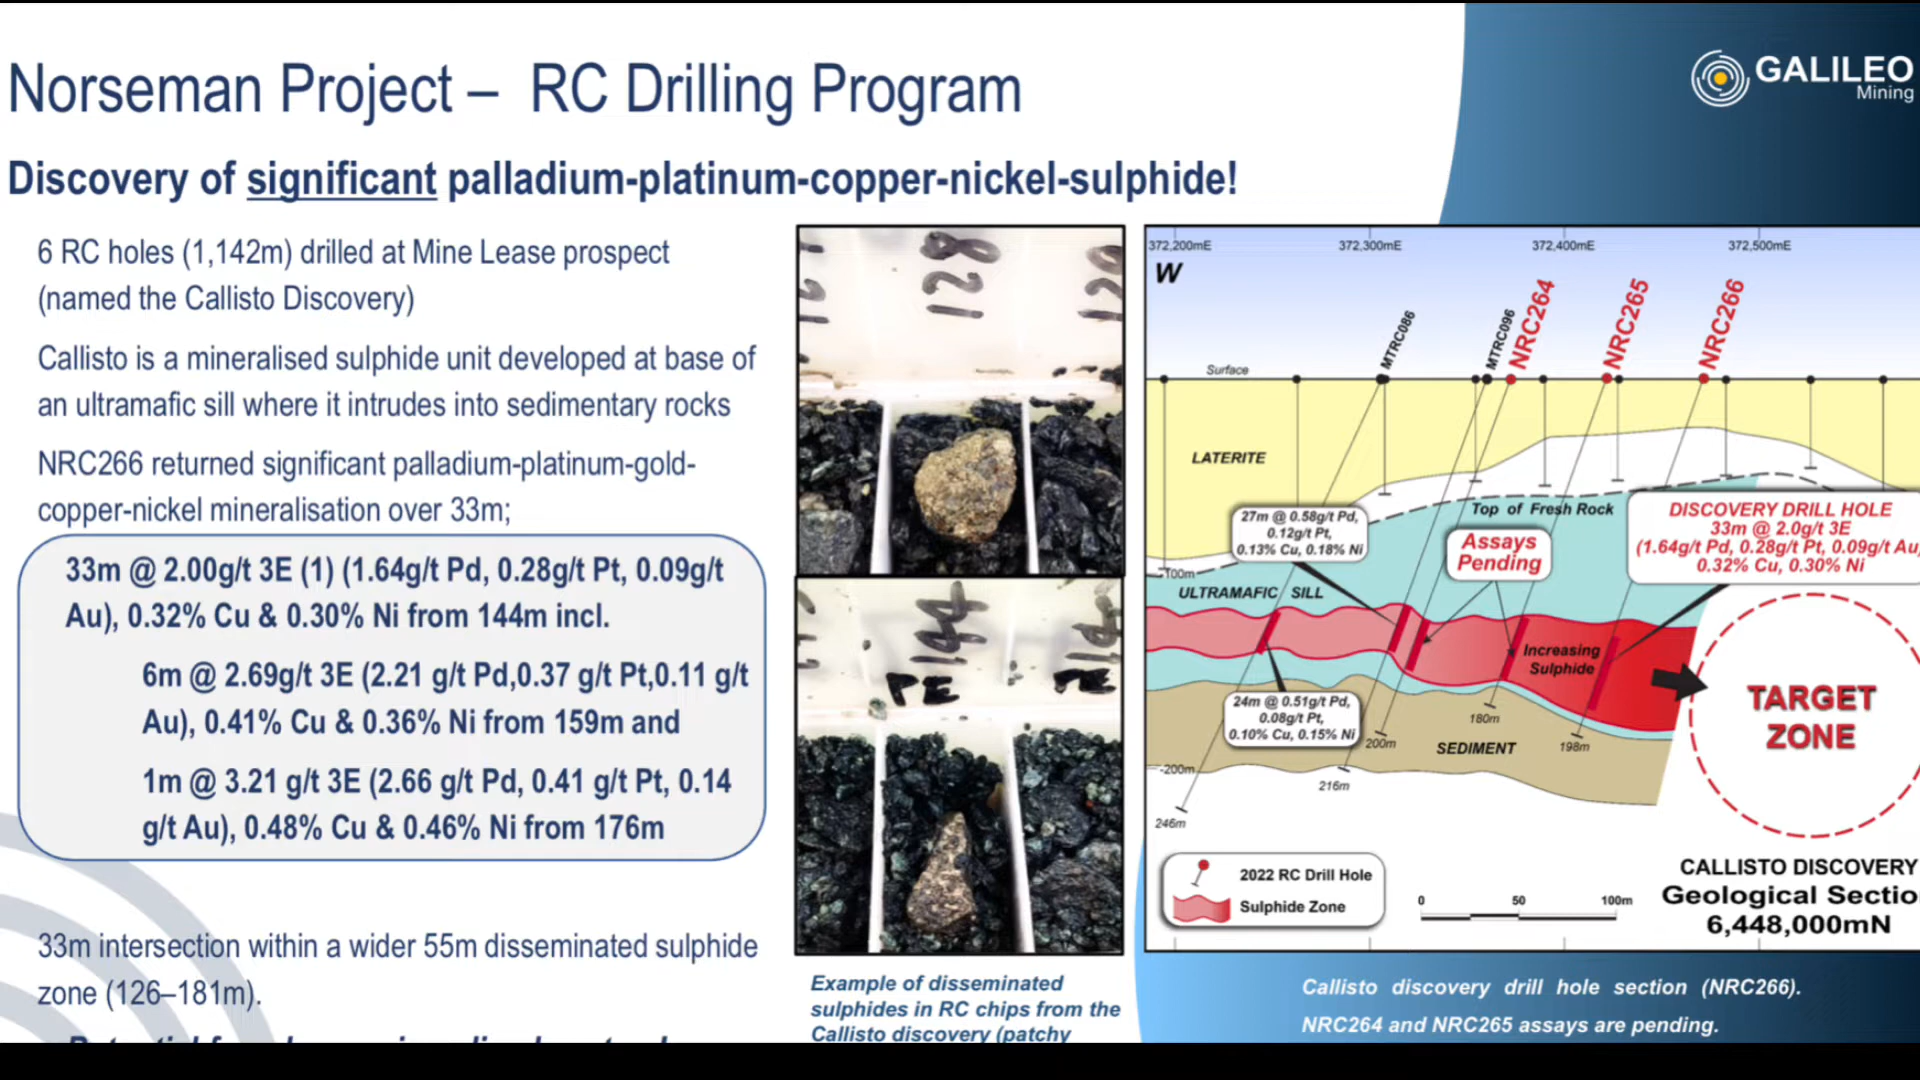 Norseman Project – RC Drilling Program
GALILEO
Mining
Discovery of significant palladium-platinum-copper-nickel-sulphide!
6 RC holes (1,142m) drilled at Mine Lease prospect
(named the Callisto Discovery)
Callisto is a mineralised sulphide unit developed at base of
an ultramafic sill where it intrudes into sedimentary rocks
NRC266 returned significant palladium-platinum-gold-
copper-nickel mineralisation over 33m;
33m @ 2.00g/t 3E (1) (1.64g/t Pd, 0.28g/t Pt, 0.09g/t
Au), 0.32% Cu & 0.30% Ni from 144m incl.
6m @ 2.69g/t 3E (2.21 g/t Pd,0.37 g/t Pt,0.11 g/t
Au), 0.41% Cu & 0.36% Ni from 159m and
1m @ 3.21 g/t 3E (2.66 g/t Pd, 0.41 g/t Pt, 0.14
g/t Au), 0.48% Cu & 0.46% Ni from 176m
33m intersection within a wider 55m disseminated sulphide
zone (126–181m).
Example of disseminated
sulphides in RC chips from the
Callisto discovery (patchy
372,200mE
372,300mE
372,400mE
372,500mE
W
MTRC086
MTRC096
NRC264
NRC265
NRC266
Surface
LATERITE
Top of Fresh Rock
27m @ 0.58g/t Pd,
0.12g/t Pt,
0.13% Cu, 0.18% Ni
Assays
Pending
DISCOVERY DRILL HOLE
33m @ 2.0g/t 3E
(1.64g/t Pd, 0.28g/t Pt, 0.09g/t Au,
0.32% Cu, 0.30% Ni
-100m
ULTRAMAFIC SILL
Increasing
Sulphide
TARGET
ZONE
24m @ 0.51g/t Pd,
0.08g/t Pt,
0.10% Cu, 0.15% Ni
180m
200m
SEDIMENT
198m
-200m
216m
246m
2022 RC Drill Hole
Sulphide Zone
0
50
100m
CALLISTO DISCOVERY
Geological
6,448,000mN
Callisto discovery drill hole section (NRC266).
NRC264 and NRC265 assays are pending.